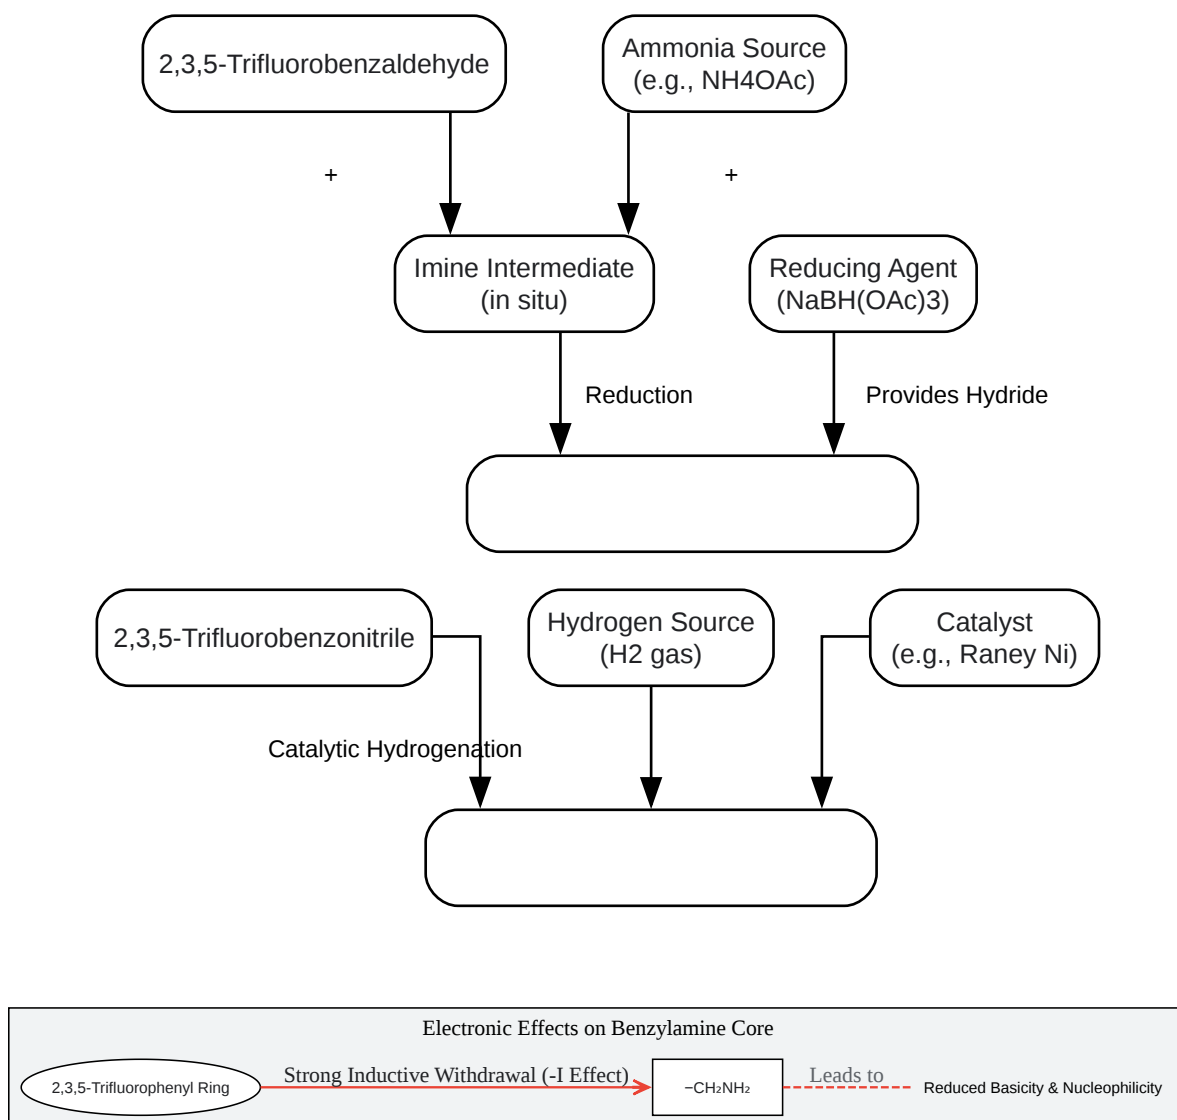 2,3,5-Trifluorobenzaldehyde
Ammonia Source
(e.g., NH4OAc)
+
+
Imine Intermediate
(in situ)
Reducing Agent
(NaBH(OAc)3)
Reduction
Provides Hydride
2,3,5-Trifluorobenzonitrile
Hydrogen Source
(H2 gas)
Catalyst
(e.g., Raney Ni)
Catalytic Hydrogenation
Electronic Effects on Benzylamine Core
2,3,5-Trifluorophenyl Ring
Strong Inductive Withdrawal (-I Effect)
−CH₂NH₂
Leads to
Reduced Basicity & Nucleophilicity